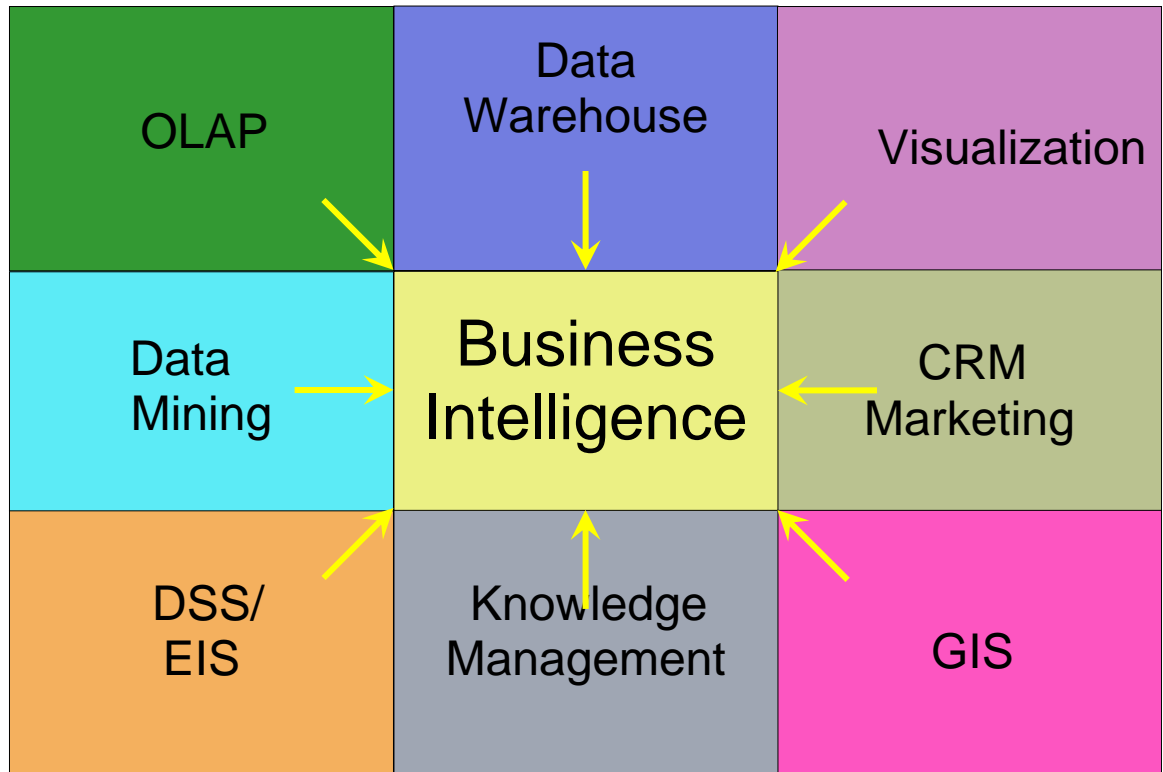 OLAP
Data
Warehouse
Visualization
Data
Mining
Business
Intelligence
CRM
Marketing
DSS/
EIS
Knowledge
Management
GIS